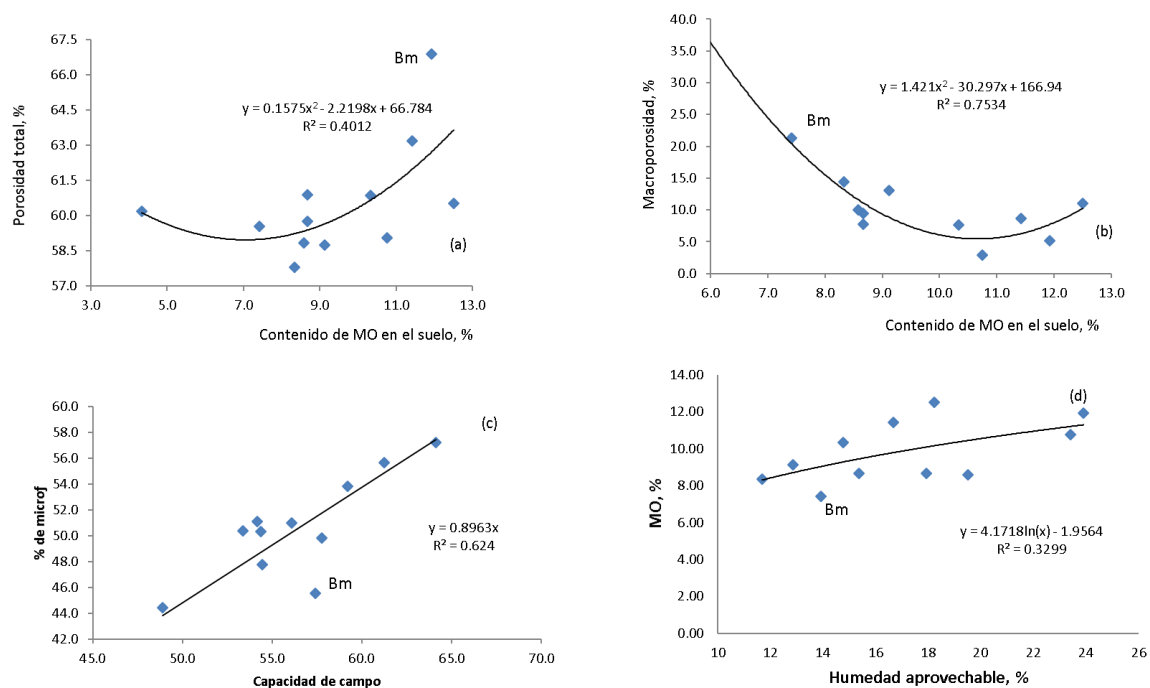 67.5
66.0
64.5
63.0
61.5
60.0
58.5
57.0
Porosidad total, %
Bm
y = 0.1575x² - 2.2198x + 66.784
R² = 0.4012
(a)
3.0 5.0 7.0 9.0 11.0 13.0
Contenido de MO en el suelo, %
(b)
40.0
35.0
30.0
25.0
20.0
15.0
10.0
5.0
0.0
Macroporosidad, %
Bm
y = 1.421x² - 30.297x + 166.94
R² = 0.7534
(b)
6.0 7.0 8.0 9.0 10.0 11.0 12.0 13.0
Contenido de MO en el suelo, %
60.0
58.0
56.0
54.0
52.0
50.0
48.0
46.0
44.0
42.0
% de microf
(c)
y = 0.8963x
R² = 0.624
Bm
45.0 50.0 55.0 60.0 65.0 70.0
Capacidad de campo
14.00
12.00
10.00
8.00
6.00
4.00
2.00
0.00
MO, %
(d)
Bm
y = 4.1718ln(x) - 1.9564
R² = 0.3299
10 12 14 16 18 20 22 24 26
Humedad aprovechable, %